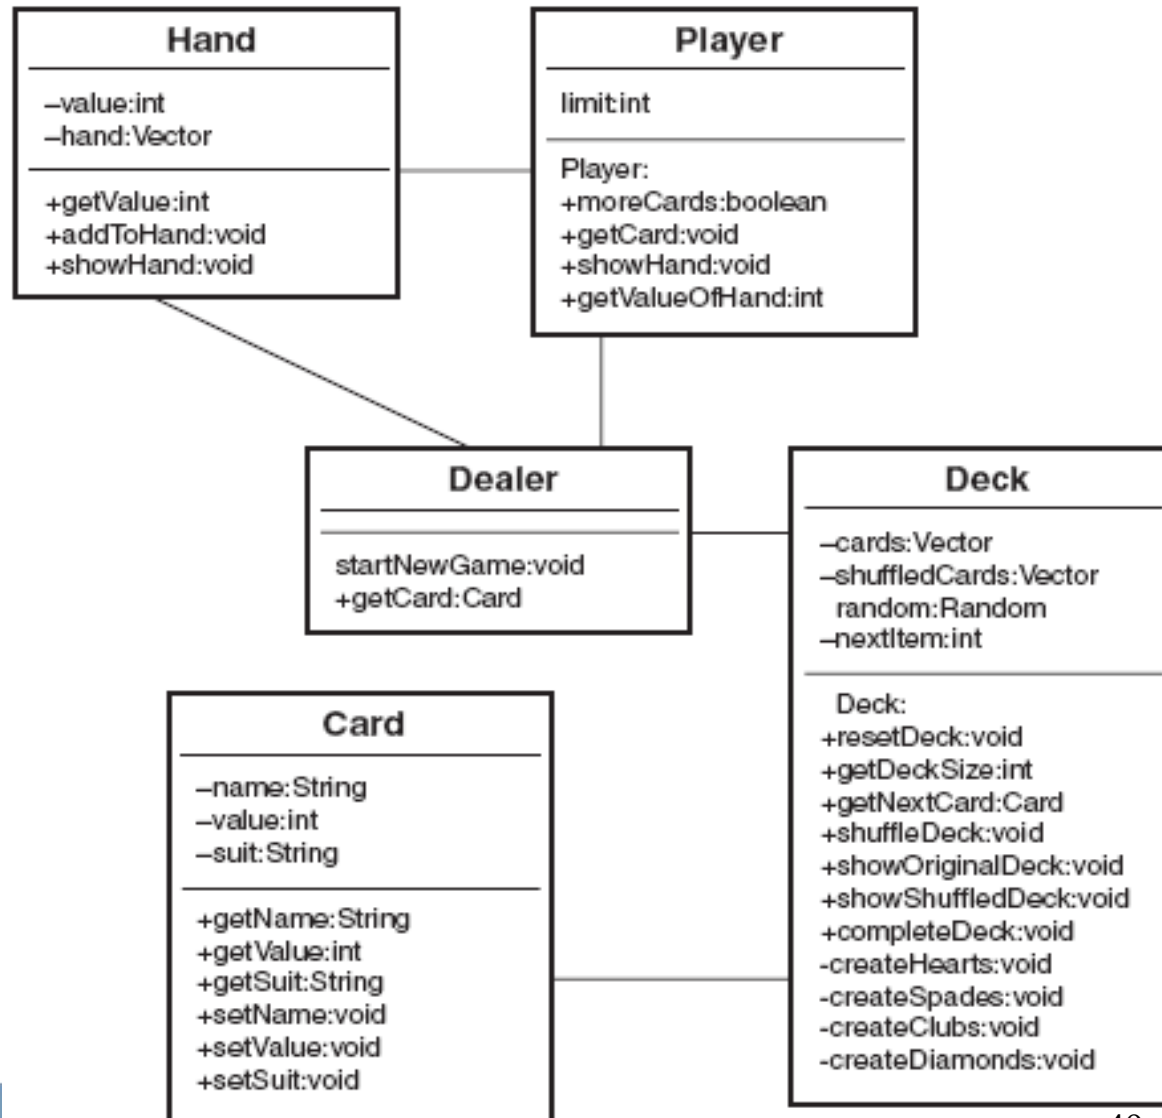 Hand
–value:int
–hand:Vector
+getValue:int
+addToHand:void
+showHand:void
Player
limit:int
Player:
+moreCards:boolean
+getCard:void
+showHand:void
+getValueOfHand:int
Dealer
startNewGame:void
+getCard:Card
Deck
–cards:Vector
–shuffledCards:Vector
random:Random
–nextItem:int
Deck:
+resetDeck:void
+getDeckSize:int
+getNextCard:Card
+shuffleDeck:void
+showOriginalDeck:void
+showShuffledDeck:void
+completeDeck:void
-createHearts:void
-createSpades:void
-createClubs:void
-createDiamonds:void
Card
–name:String
–value:int
–suit:String
+getName:String
+getValue:int
+getSuit:String
+setName:void
+setValue:void
+setSuit:void